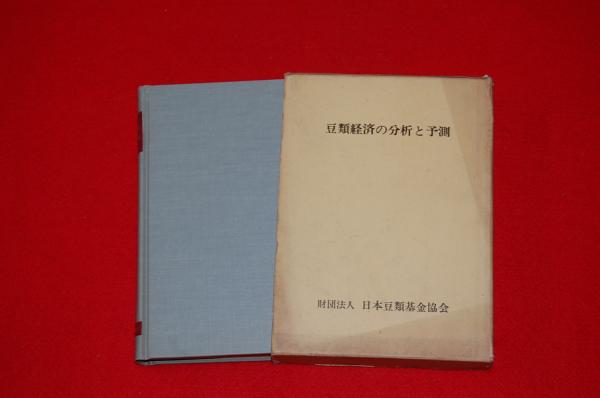 豆類経済の分析と予測
財団法人 日本豆類基金協会